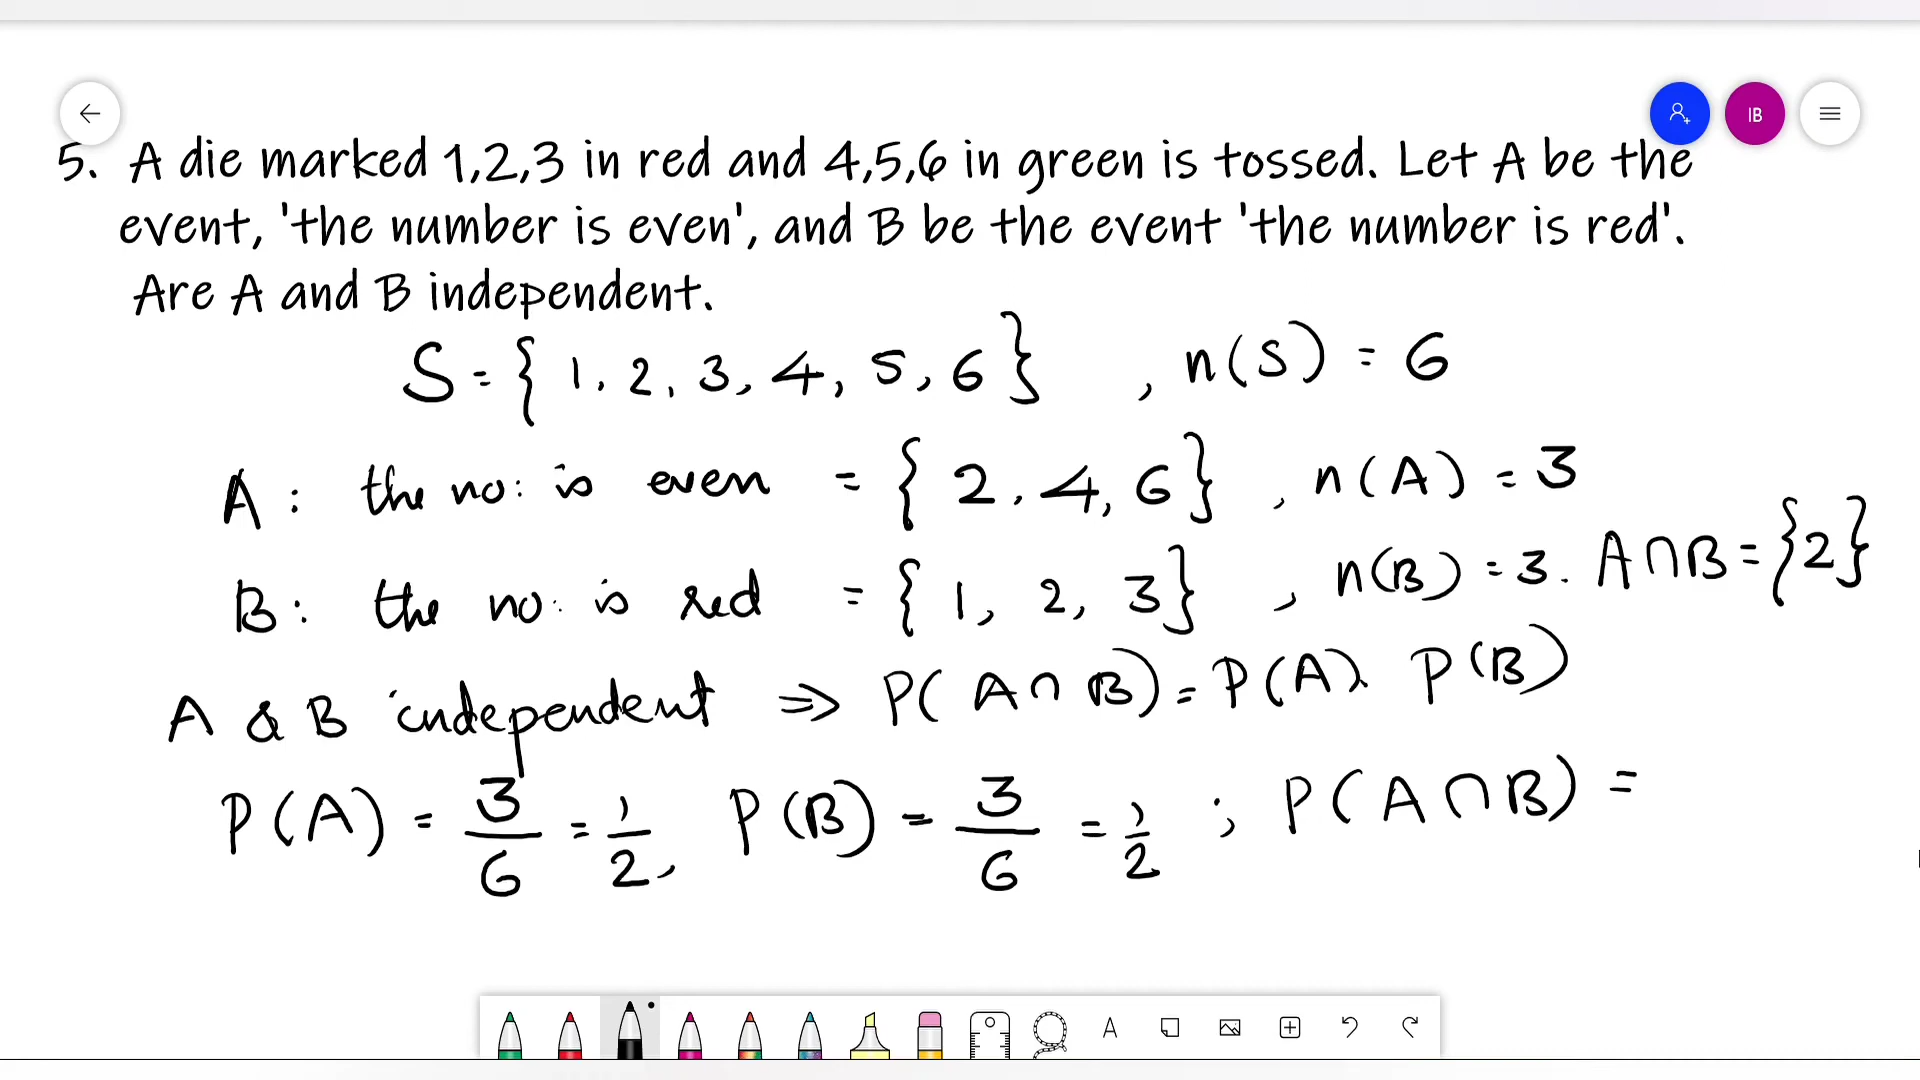 IB
5. A die marked 1,2,3 in red and 4,5,6 in green is tossed. Let A be the
event, 'the number is even', and B be the event 'the number is red'.
Are A and B independent.
S = { 1, 2, 3, 4, 5, 6 } , n(S) = 6
A : the no: is even = { 2, 4, 6 } , n(A) = 3
B : the no: is red = { 1, 2, 3 } , n(B) = 3. A∩B = {2}
A & B independent ⇒ P(A∩B) = P(A). P(B)
P(A) = 3/6 = 1/2, P(B) = 3/6 = 1/2 ; P(A∩B) =
A